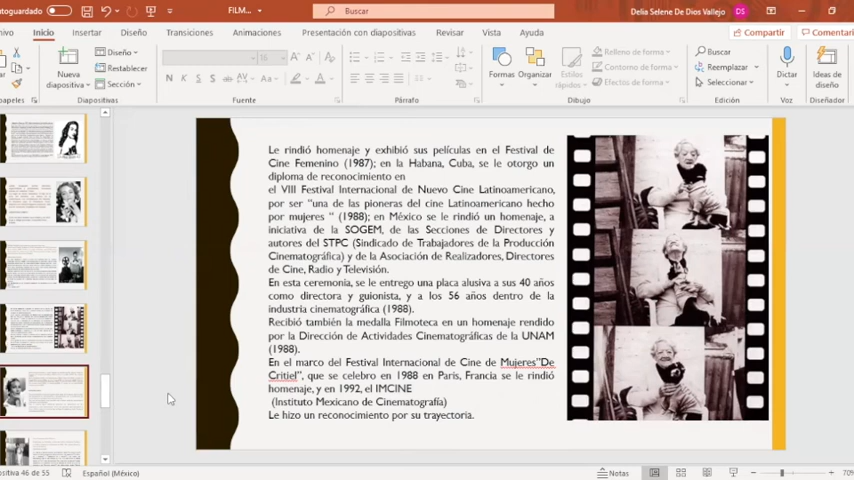 utoguardado
FILM...
Buscar
Delia Selene De Dios Vallejo
DS
Inicio
Insertar
Diseño
Transiciones
Animaciones
Presentación con diapositivas
Revisar
Vista
Ayuda
Compartir
Comentari
Nueva
diapositiva
Diseño
Restablecer
Sección
Formas
Organizar
Estilos
rápidos
Relleno de forma
Contorno de forma
Efectos de forma
Buscar
Reemplazar
Seleccionar
Dictar
Ideas de
diseño
apeles
Diapositivas
Fuente
Párrafo
Dibujo
Edición
Voz
Diseñador
Le rindió homenaje y exhibió sus películas en el Festival de
Cine Femenino (1987); en la Habana, Cuba, se le otorgo un
diploma de reconocimiento en
el VIII Festival Internacional de Nuevo Cine Latinoamericano,
por ser "una de las pioneras del cine Latinoamericano hecho
por mujeres " (1988); en México se le rindió un homenaje, a
iniciativa de la SOGEM, de las Secciones de Directores y
autores del STPC (Sindicado de Trabajadores de la Producción
Cinematográfica) y de la Asociación de Realizadores, Directores
de Cine, Radio y Televisión.
En esta ceremonia, se le entrego una placa alusiva a sus 40 años
como directora y guionista, y a los 56 años dentro de la
industria cinematográfica (1988).
Recibió también la medalla Filmoteca en un homenaje rendido
por la Dirección de Actividades Cinematográficas de la UNAM
(1988).
En el marco del Festival Internacional de Cine de Mujeres"De
Critiel", que se celebro en 1988 en Paris, Francia se le rindió
homenaje, y en 1992, el IMCINE
(Instituto Mexicano de Cinematografía)
Le hizo un reconocimiento por su trayectoria.
ositiva 46 de 55
Español (México)
Notas
70%